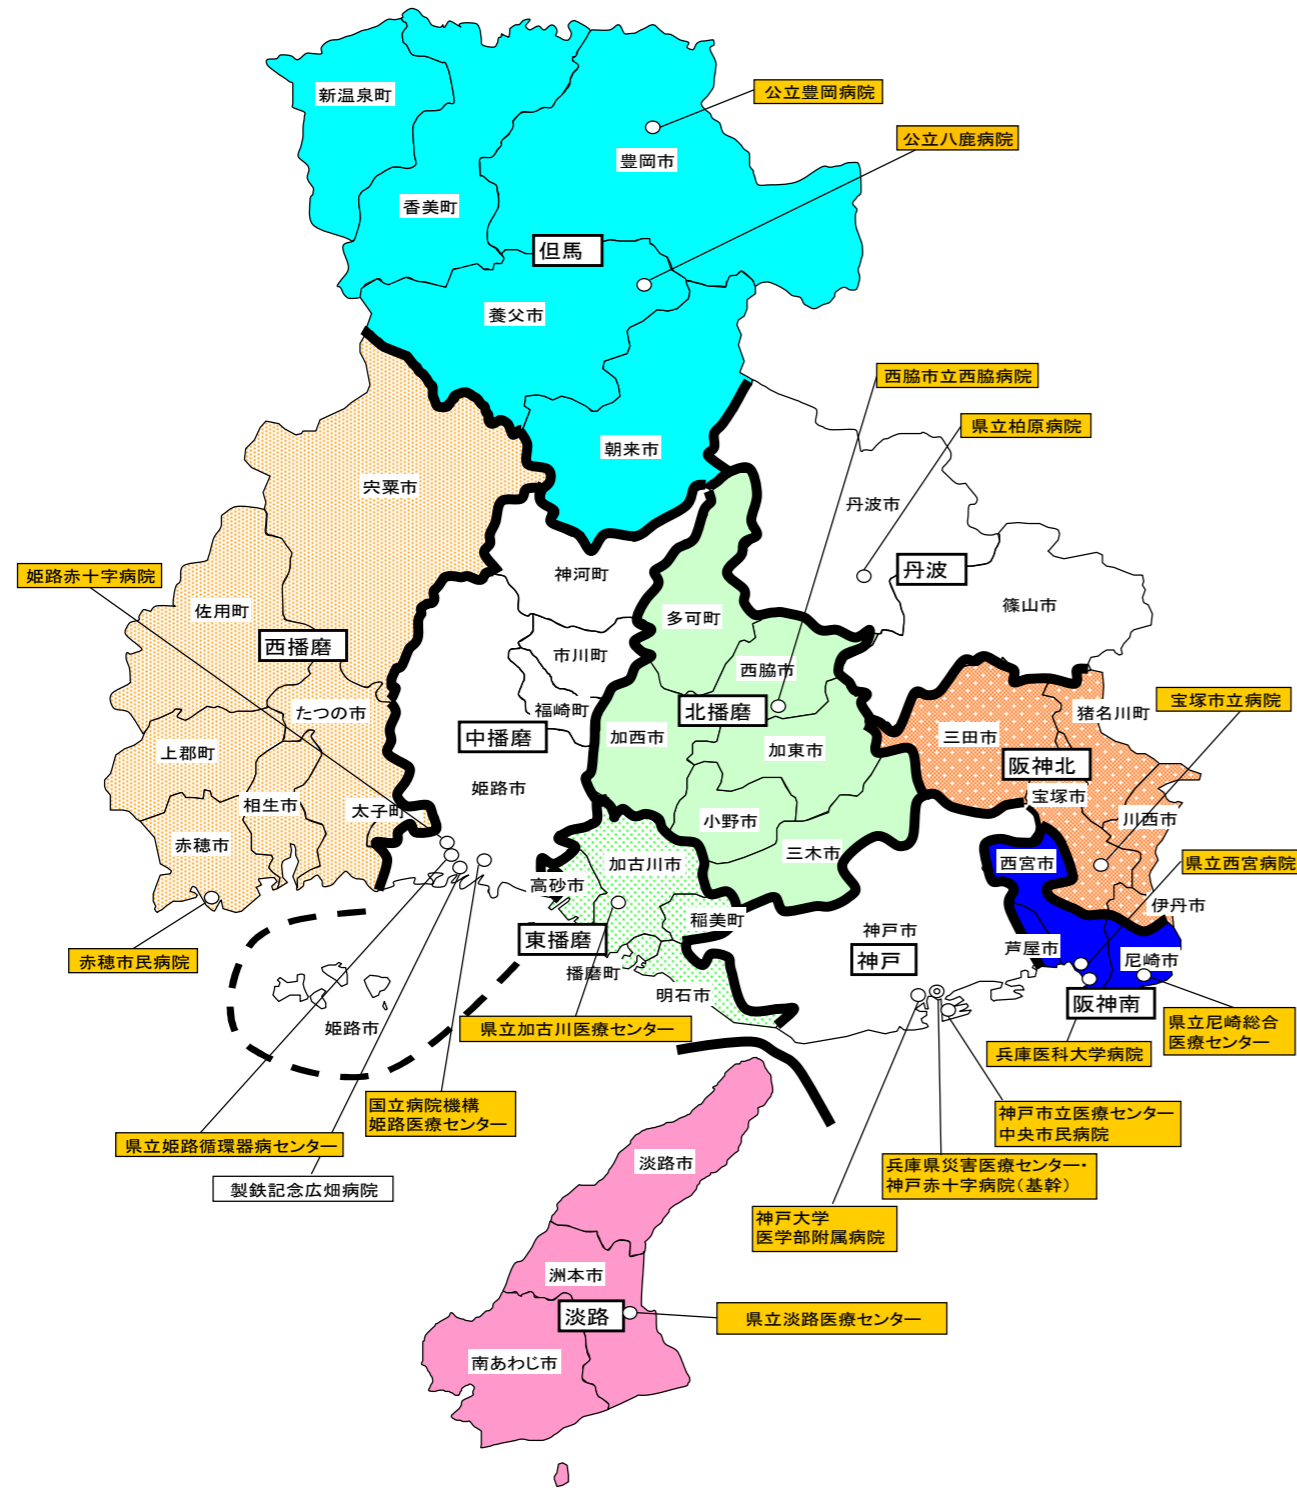 公立豊岡病院
新温泉町
公立八鹿病院
豊岡市
香美町
但馬
養父市
西脇市立西脇病院
県立柏原病院
朝来市
宍粟市
丹波市
姫路赤十字病院
神河町
丹波
篠山市
佐用町
多可町
西播磨
市川町
西脇市
宝塚市立病院
たつの市
福崎町
北播磨
猪名川町
中播磨
加西市
加東市
三田市
上郡町
阪神北
姫路市
宝塚市
相生市
太子町
小野市
川西市
赤穂市
三木市
加古川市
西宮市
県立西宮病院
高砂市
伊丹市
稲美町
神戸市
芦屋市
東播磨
赤穂市民病院
神戸
尼崎市
播磨町
明石市
阪神南
姫路市
県立加古川医療センター
県立尼崎総合
医療センター
兵庫医科大学病院
国立病院機構
姫路医療センター
神戸市立医療センター
中央市民病院
県立姫路循環器病センター
淡路市
兵庫県災害医療センター・
神戸赤十字病院(基幹)
製鉄記念広畑病院
神戸大学
医学部附属病院
洲本市
淡路
県立淡路医療センター
南あわじ市